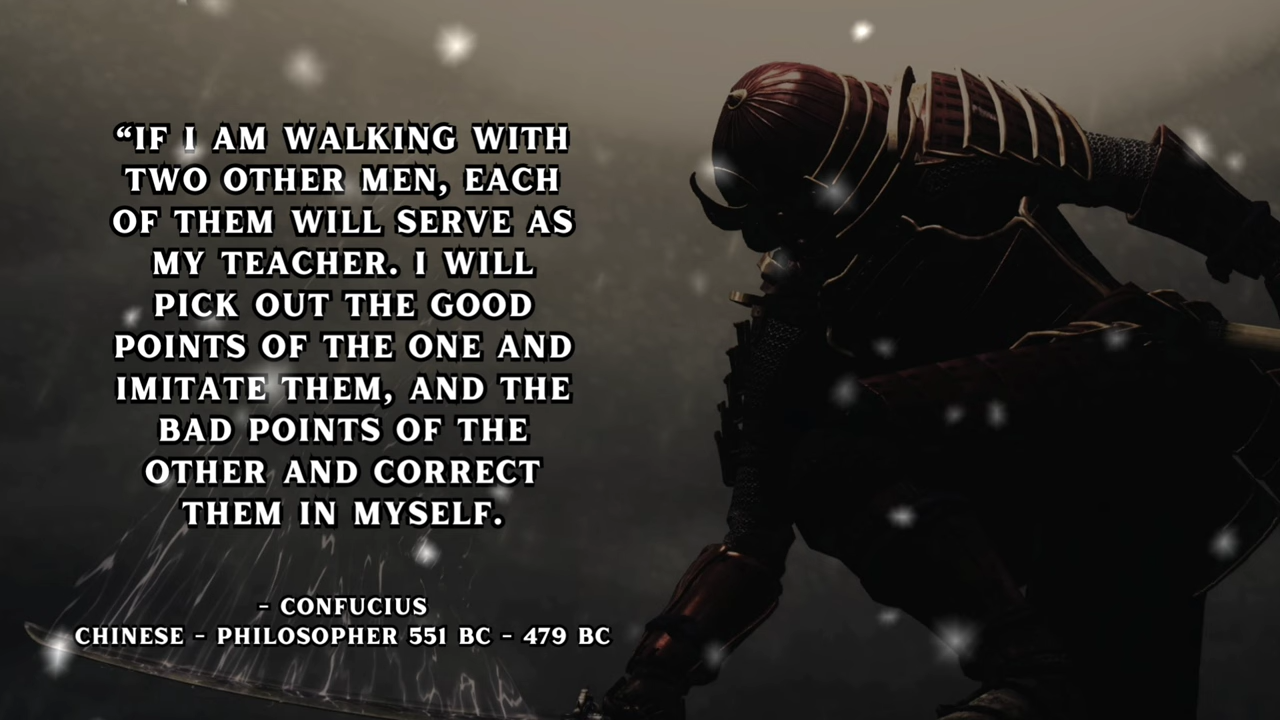 “IF I AM WALKING WITH
TWO OTHER MEN, EACH
OF THEM WILL SERVE AS
MY TEACHER. I WILL
PICK OUT THE GOOD
POINTS OF THE ONE AND
IMITATE THEM, AND THE
BAD POINTS OF THE
OTHER AND CORRECT
THEM IN MYSELF.
- CONFUCIUS
CHINESE - PHILOSOPHER 551 BC - 479 BC